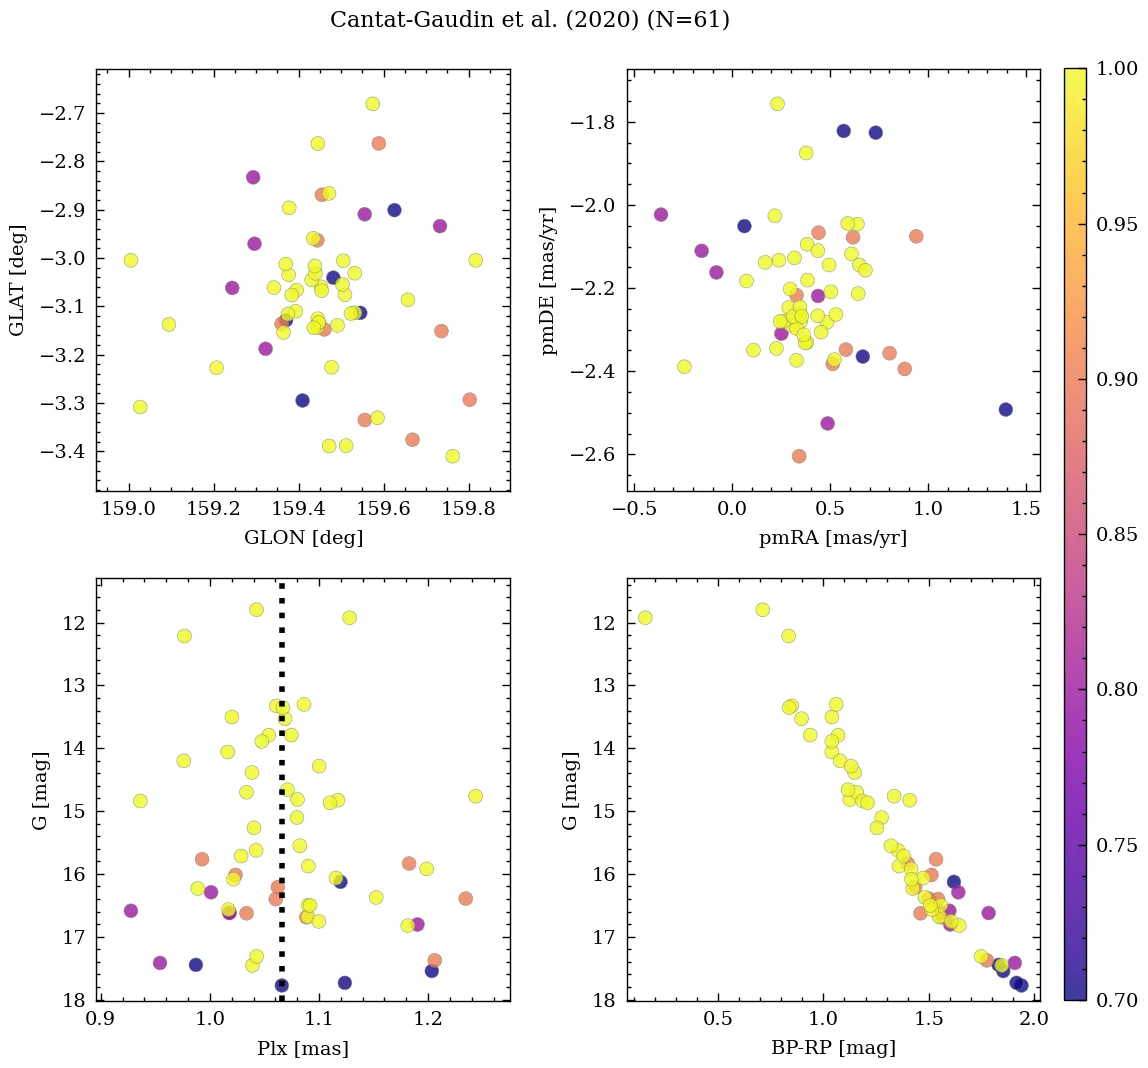 Cantat-Gaudin et al. (2020) (N=61)
GLAT [deg]
−2.7
−2.8
−2.9
−3.0
−3.1
−3.2
−3.3
−3.4
159.0 159.2 159.4 159.6 159.8
GLON [deg]
pmDE [mas/yr]
−1.8
−2.0
−2.2
−2.4
−2.6
−0.5 0.0 0.5 1.0 1.5
pmRA [mas/yr]
G [mag]
12
13
14
15
16
17
18
0.9 1.0 1.1 1.2
Plx [mas]
G [mag]
12
13
14
15
16
17
18
0.5 1.0 1.5 2.0
BP-RP [mag]
1.00
0.95
0.90
0.85
0.80
0.75
0.70